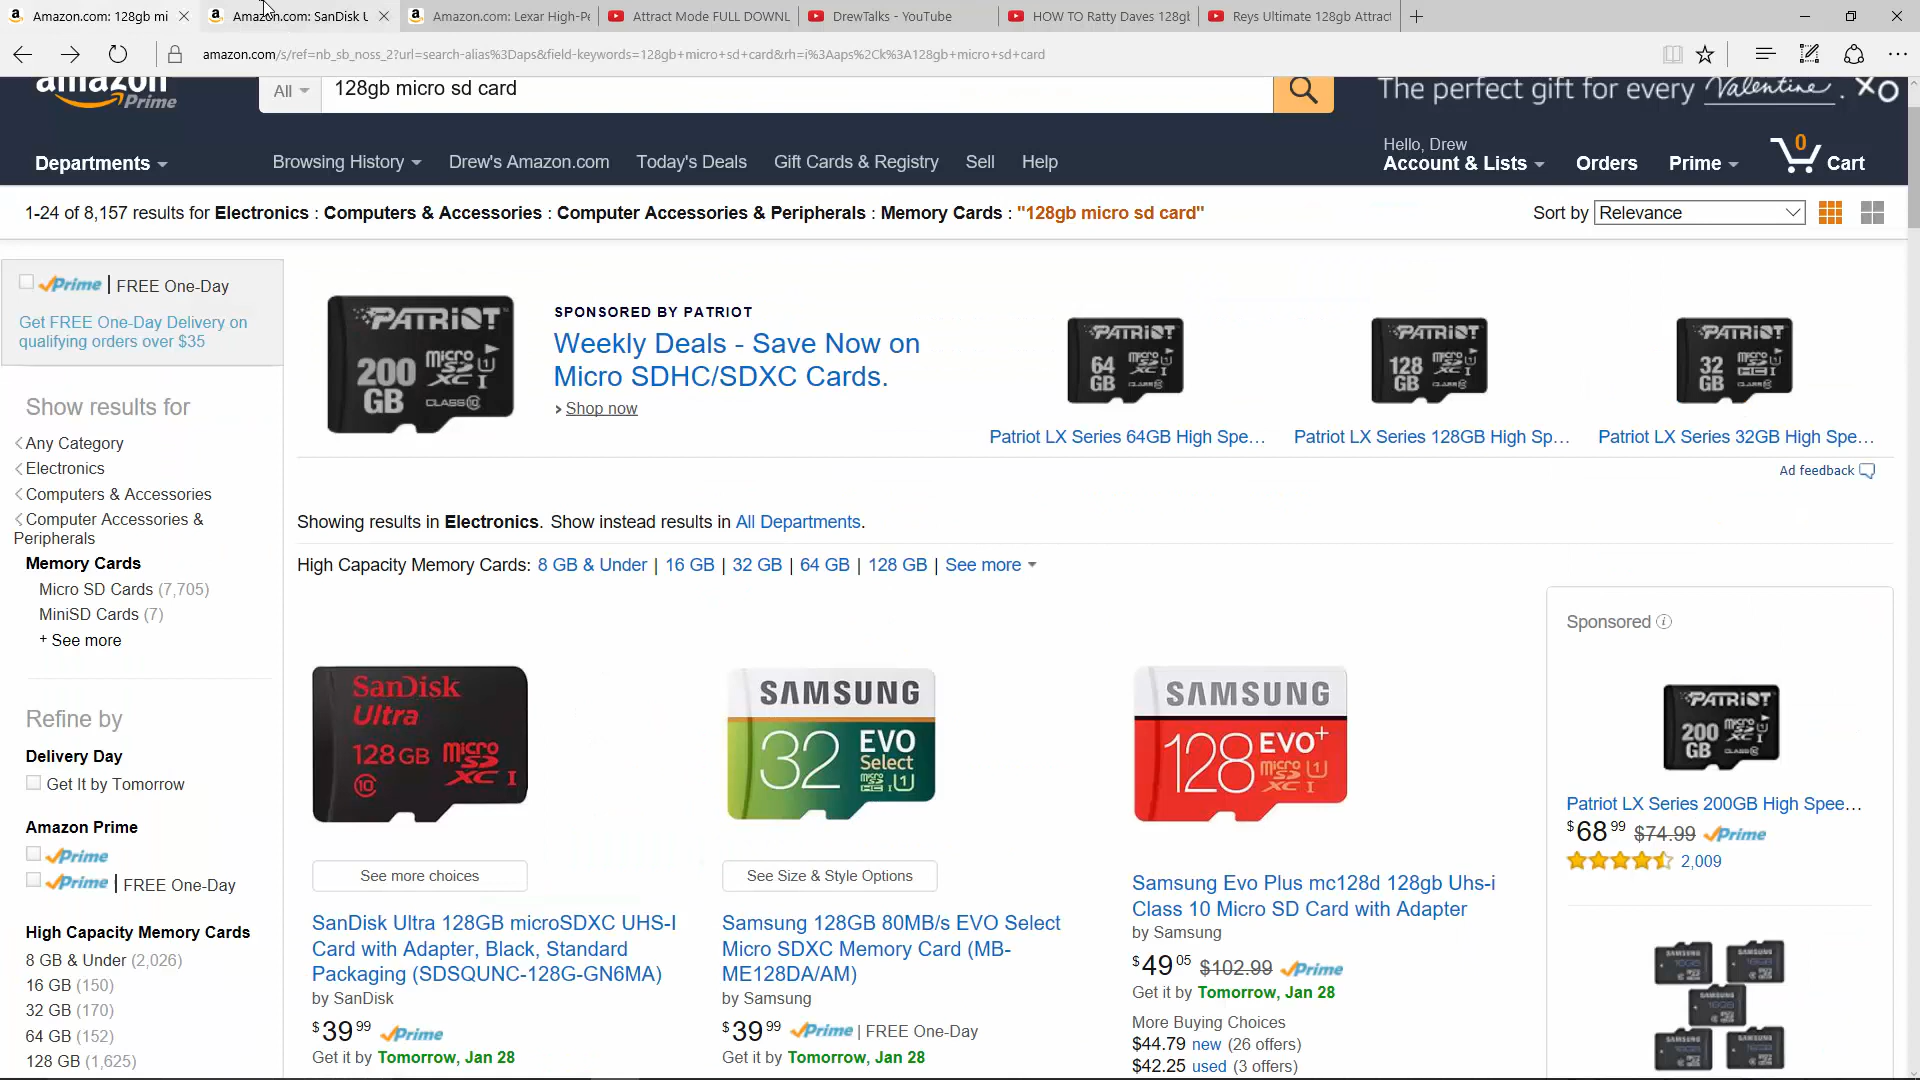 Amazon.com: 128gb mi
Amazon.com: SanDisk U
Amazon.com: Lexar High-Pe
Attract Mode FULL DOWNL
DrewTalks - YouTube
HOW TO Ratty Daves 128gb
Reys Ultimate 128gb Attract
amazon.com/s/ref=nb_sb_noss_2?url=search-alias%3Daps&field-keywords=128gb+micro+sd+card&rh=i%3Aaps%2Ck%3A128gb+micro+sd+card
amazon
Prime
All
128gb micro sd card
The perfect gift for every Valentine. XO
Departments
Browsing History
Drew's Amazon.com
Today's Deals
Gift Cards & Registry
Sell
Help
Hello, Drew
Account & Lists
Orders
Prime
0
Cart
1-24 of 8,157 results for Electronics : Computers & Accessories : Computer Accessories & Peripherals : Memory Cards : "128gb micro sd card"
Sort by Relevance
Prime | FREE One-Day
Get FREE One-Day Delivery on
qualifying orders over $35
Show results for
Any Category
Electronics
Computers & Accessories
Computer Accessories &
Peripherals
Memory Cards
Micro SD Cards (7,705)
MiniSD Cards (7)
+ See more
Refine by
Delivery Day
Get It by Tomorrow
Amazon Prime
Prime
Prime | FREE One-Day
High Capacity Memory Cards
8 GB & Under (2,026)
16 GB (150)
32 GB (170)
64 GB (152)
128 GB (1,625)
PATRIOT
200
GB
micro
SD
XC I
CLASS 10
SPONSORED BY PATRIOT
Weekly Deals - Save Now on
Micro SDHC/SDXC Cards.
› Shop now
PATRIOT
64
GB
Patriot LX Series 64GB High Spe…
PATRIOT
128
GB
Patriot LX Series 128GB High Sp…
PATRIOT
32
GB
Patriot LX Series 32GB High Spe…
Ad feedback
Showing results in Electronics. Show instead results in All Departments.
High Capacity Memory Cards: 8 GB & Under | 16 GB | 32 GB | 64 GB | 128 GB | See more
SanDisk
Ultra
128 GB
micro
SD
XC I
10
See more choices
SanDisk Ultra 128GB microSDXC UHS-I
Card with Adapter, Black, Standard
Packaging (SDSQUNC-128G-GN6MA)
by SanDisk
$39 99 Prime
Get it by Tomorrow, Jan 28
SAMSUNG
32
EVO
Select
micro
SD
HC I
See Size & Style Options
Samsung 128GB 80MB/s EVO Select
Micro SDXC Memory Card (MB-
ME128DA/AM)
by Samsung
$39 99 Prime | FREE One-Day
Get it by Tomorrow, Jan 28
SAMSUNG
128
EVO+
micro
SD
XC I
Samsung Evo Plus mc128d 128gb Uhs-i
Class 10 Micro SD Card with Adapter
by Samsung
$49 05 $102.99 Prime
Get it by Tomorrow, Jan 28
More Buying Choices
$44.79 new (26 offers)
$42.25 used (3 offers)
Sponsored
PATRIOT
200
GB
Patriot LX Series 200GB High Spee…
$68 99 $74.99 Prime
2,009